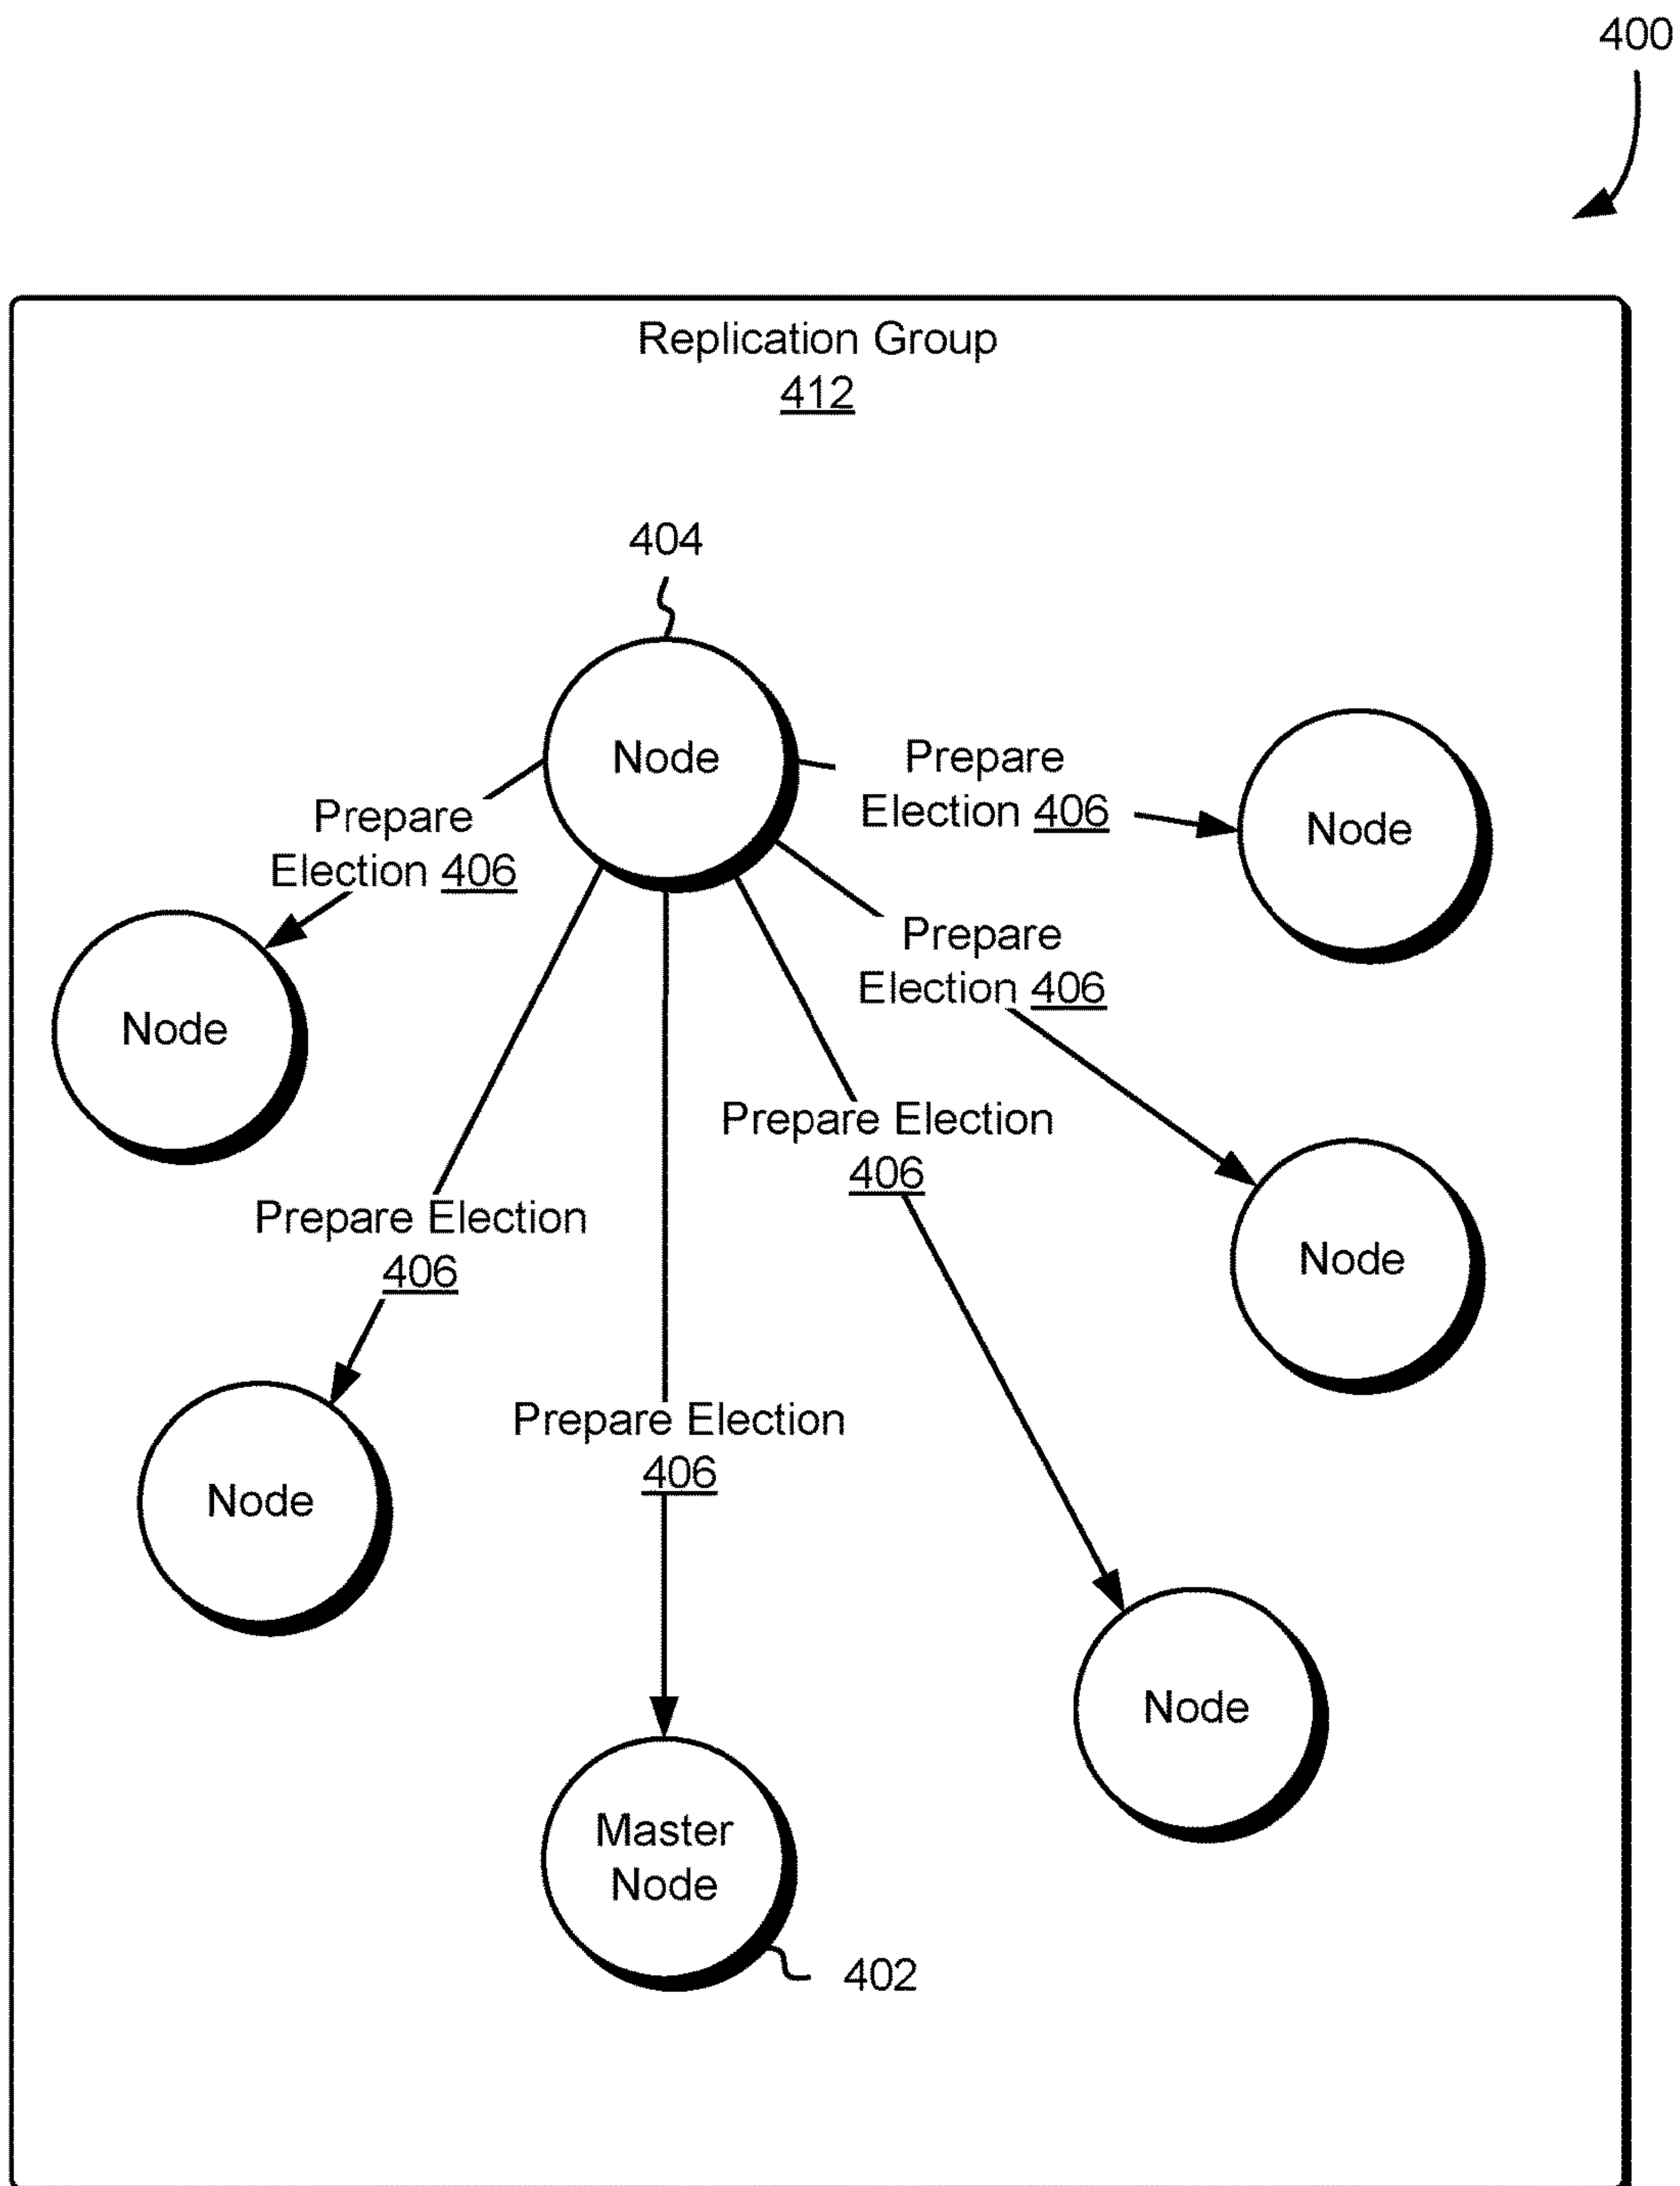 400
Replication Group
412
404
Node
Prepare
Election 406
Node
Prepare
Election 406
Node
Prepare
Election 406
Node
Prepare Election
406
Node
Prepare Election
406
Node
Prepare Election
406
Node
Master
Node
402